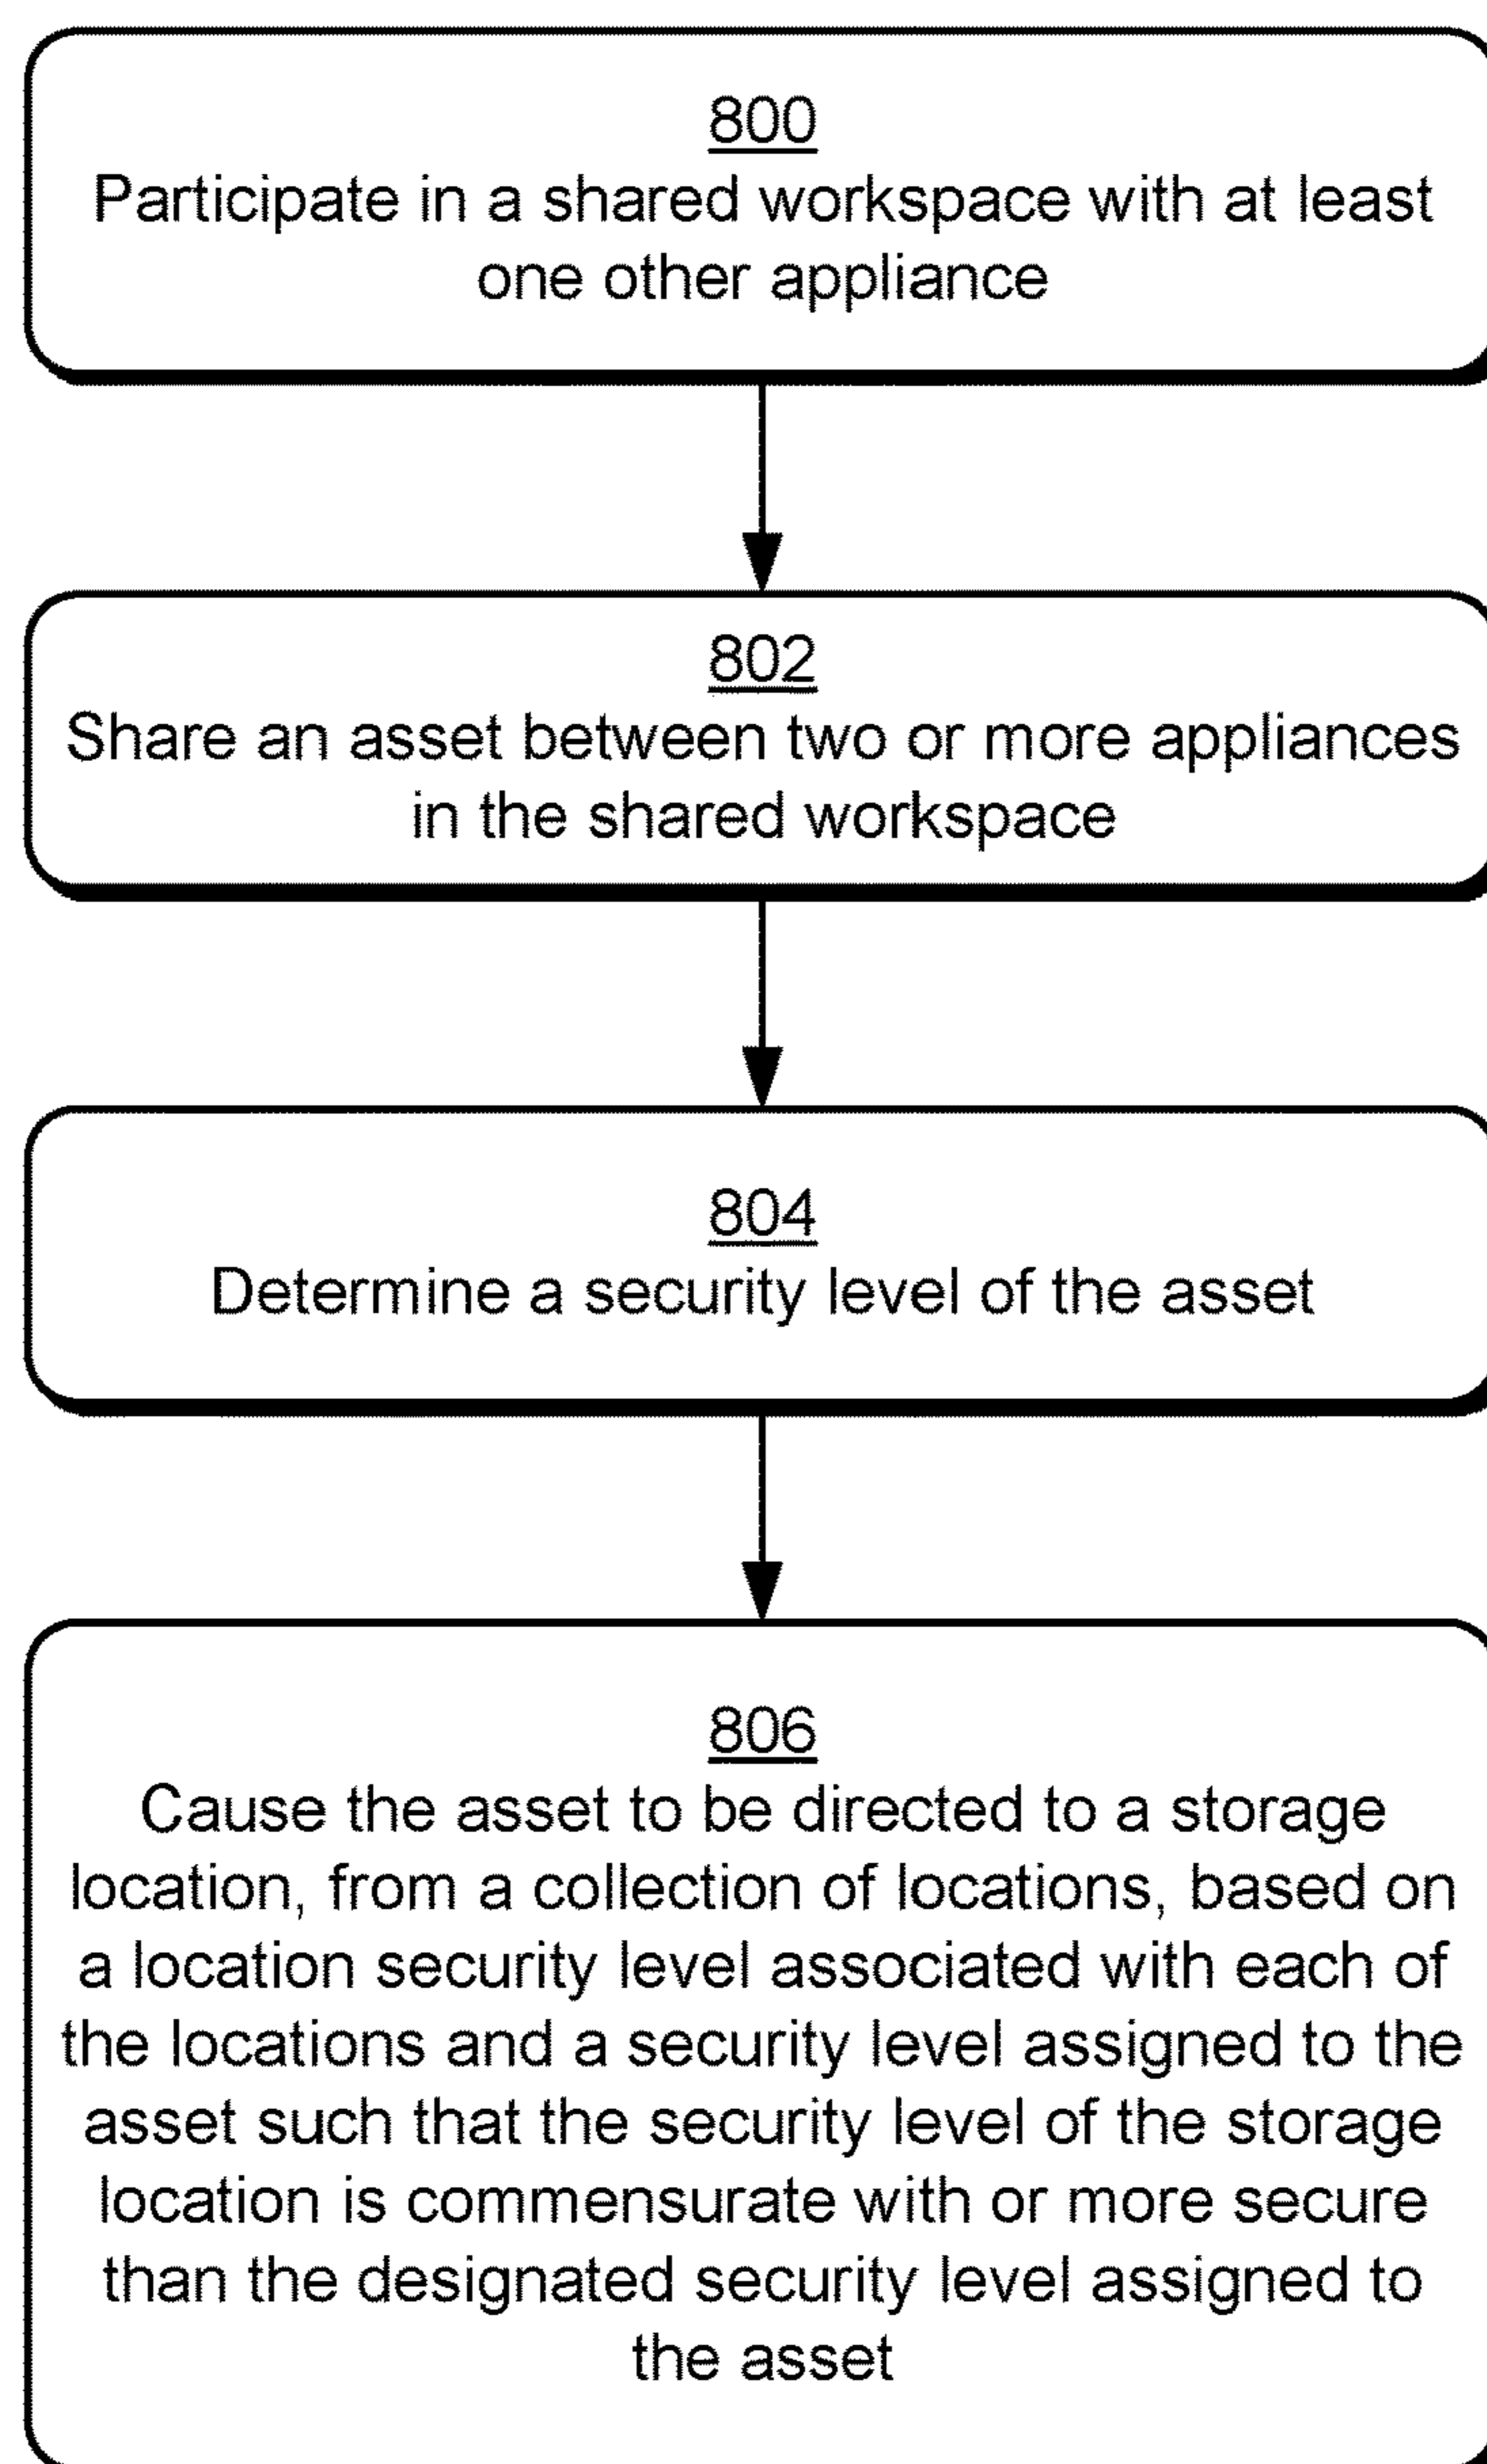 800
Participate in a shared workspace with at least
one other appliance
802
Share an asset between two or more appliances
in the shared workspace
804
Determine a security level of the asset
806
Cause the asset to be directed to a storage
location, from a collection of locations, based on
a location security level associated with each of
the locations and a security level assigned to the
asset such that the security level of the storage
location is commensurate with or more secure
than the designated security level assigned to
the asset